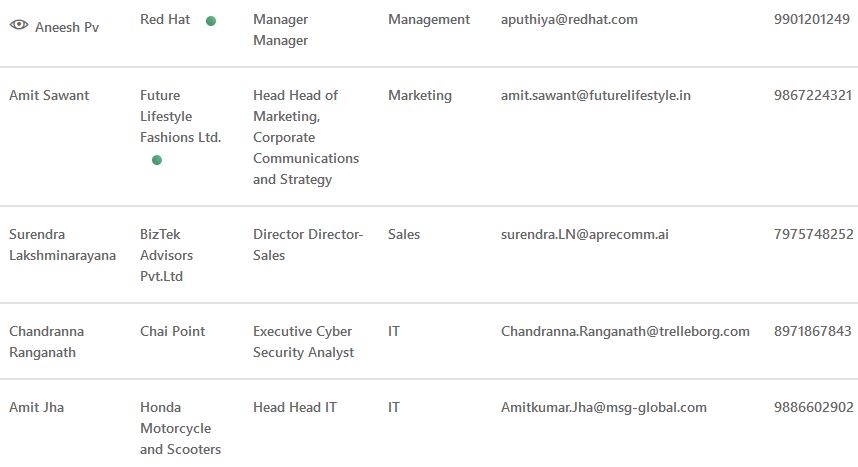 Aneesh Pv
Red Hat
Manager
Manager
Management
aputhiya@redhat.com
9901201249
Amit Sawant
Future
Lifestyle
Fashions Ltd.
Head Head of
Marketing,
Corporate
Communications
and Strategy
Marketing
amit.sawant@futurelifestyle.in
9867224321
Surendra
Lakshminarayana
BizTek
Advisors
Pvt.Ltd
Director Director-
Sales
Sales
surendra.LN@aprecomm.ai
7975748252
Chandranna
Ranganath
Chai Point
Executive Cyber
Security Analyst
IT
Chandranna.Ranganath@trelleborg.com
8971867843
Amit Jha
Honda
Motorcycle
and Scooters
Head Head IT
IT
Amitkumar.Jha@msg-global.com
9886602902